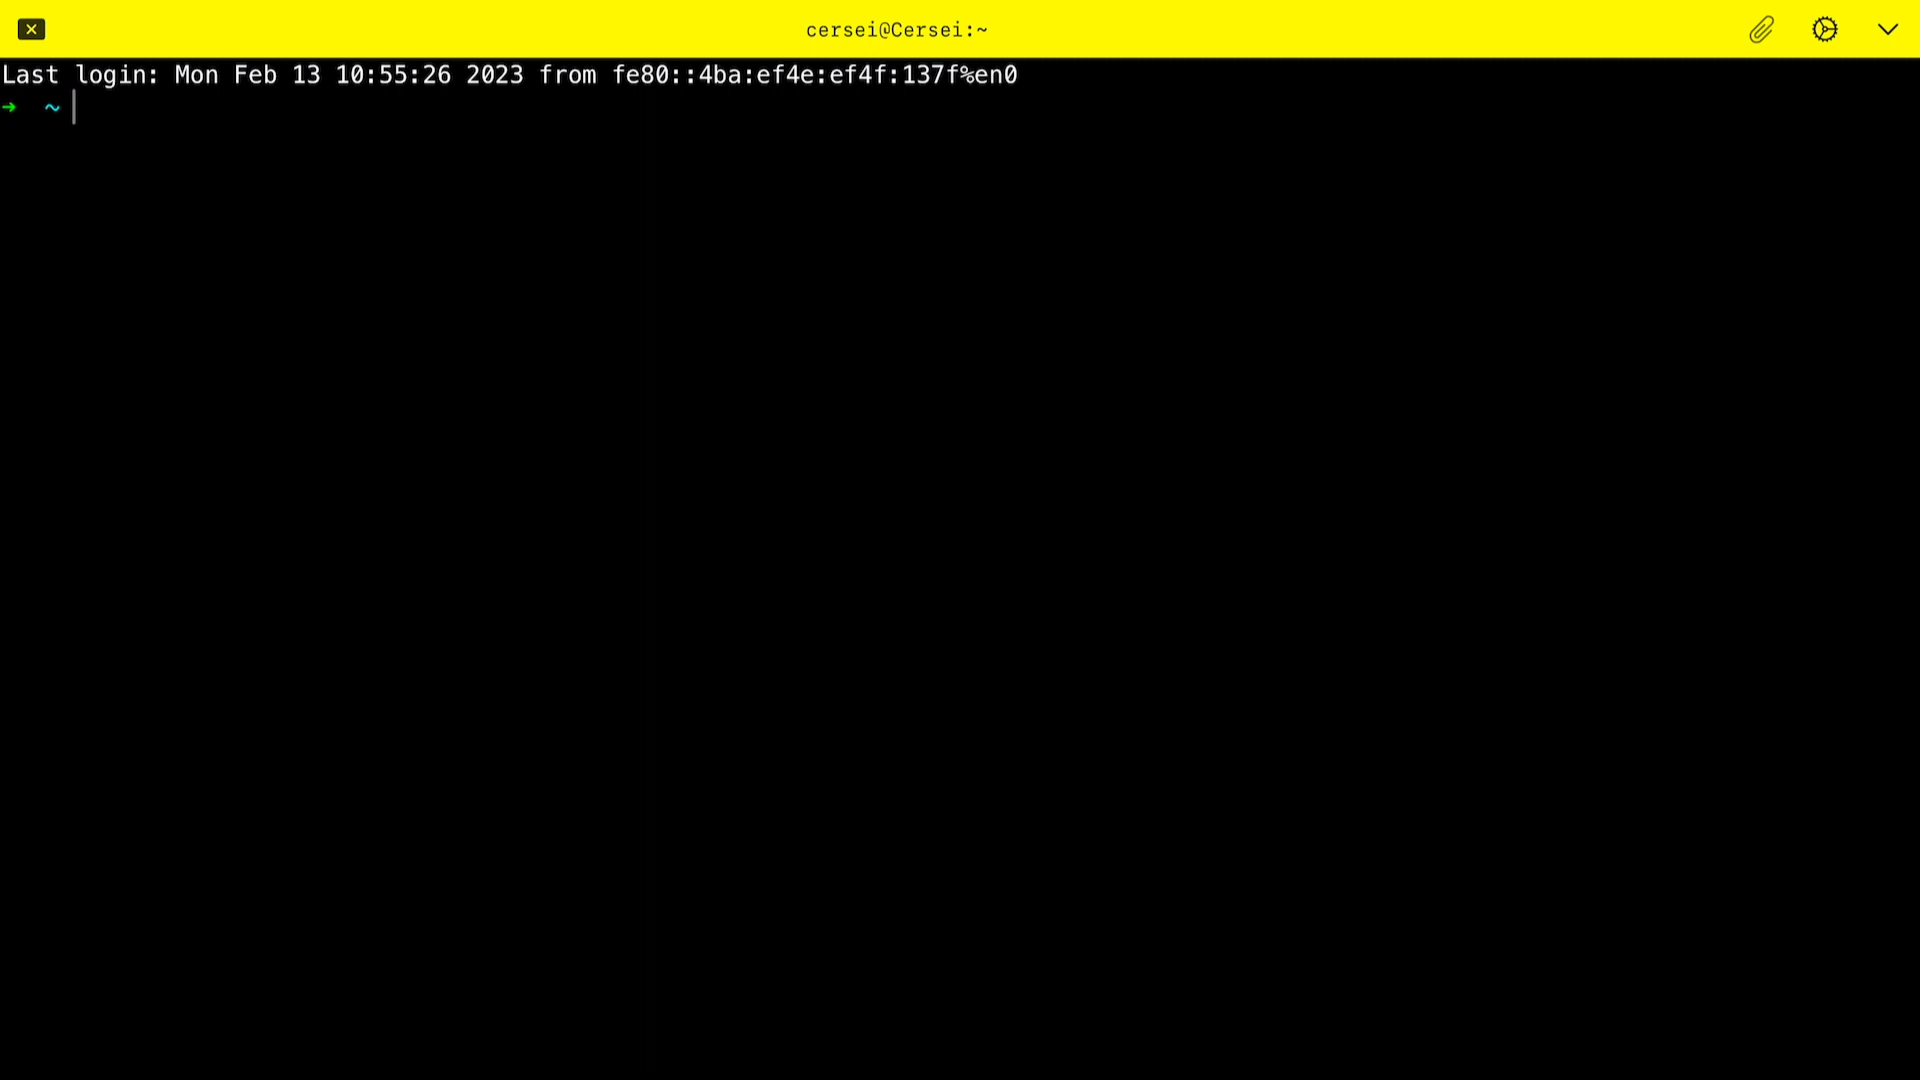 cersei@Cersei:~
Last login: Mon Feb 13 10:55:26 2023 from fe80::4ba:ef4e:ef4f:137f%en0
➜  ~